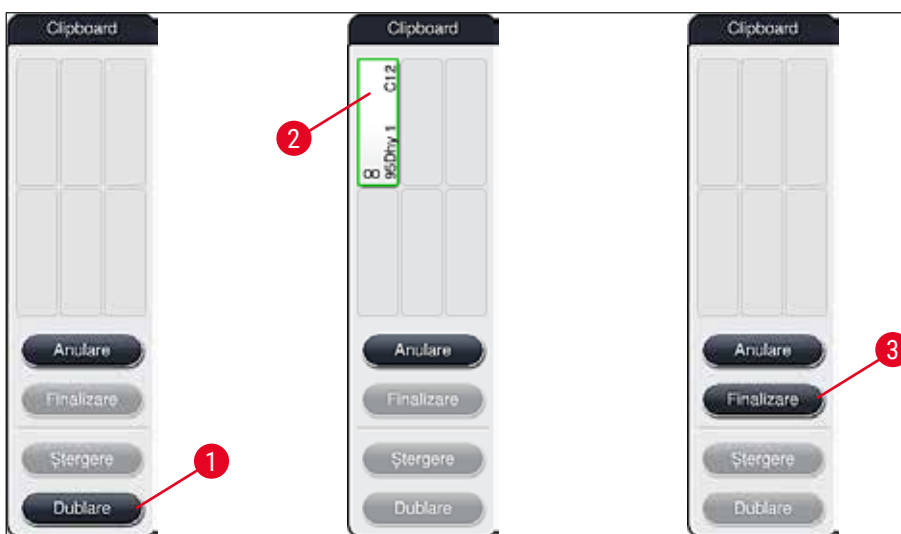 Clipboard
Anulare
Finalizare
Ștergere
Dublare
1
Clipboard
C12
95Dhy 1
8
2
Anulare
Finalizare
Ștergere
Dublare
Clipboard
Anulare
Finalizare
3
Ștergere
Dublare